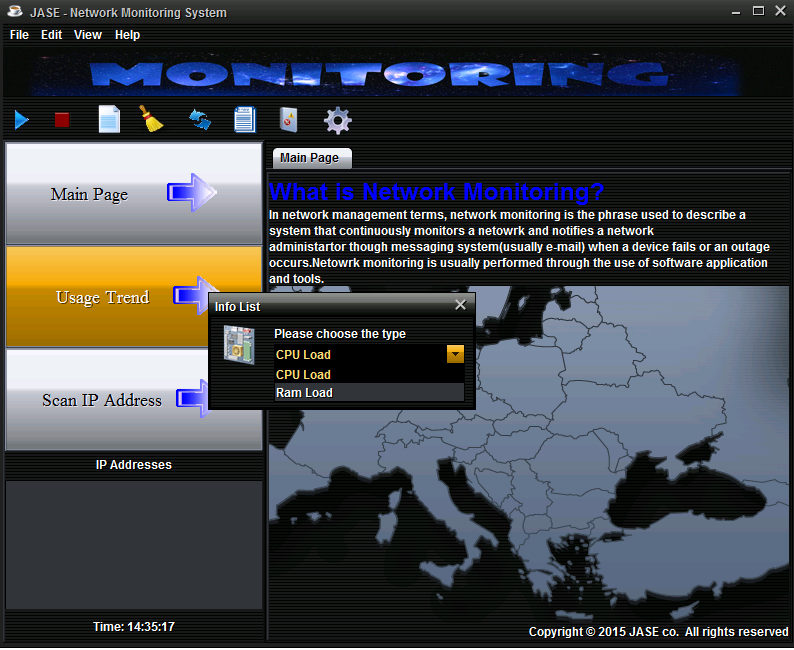 JASE - Network Monitoring System
File Edit View Help
MONITORING
Main Page
Main Page
What is Network Monitoring?
In network management terms, network monitoring is the phrase used to describe a
system that continuously monitors a netowrk and notifies a network
administartor though messaging system(usually e-mail) when a device fails or an outage
occurs.Netowrk monitoring is usually performed through the use of software application
and tools.
Usage Trend
Info List
Please choose the type
CPU Load
CPU Load
Ram Load
Scan IP Address
IP Addresses
Time: 14:35:17
Copyright © 2015 JASE co. All rights reserved